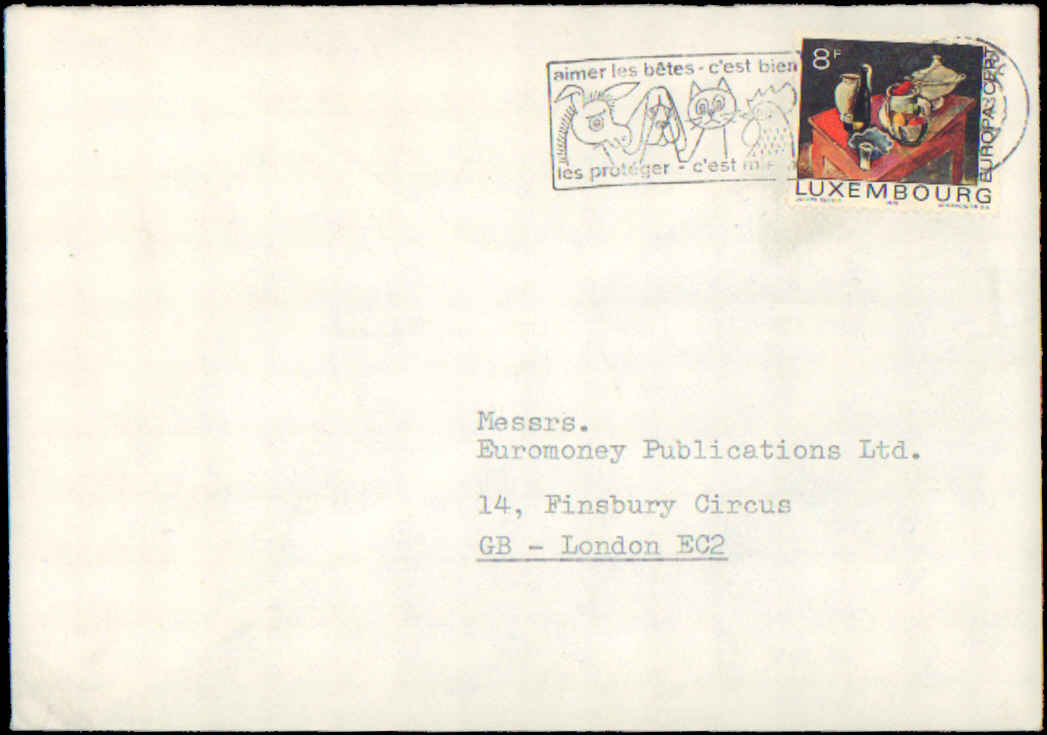 aimer les bêtes - c'est bien
les protéger - c'est
8F
EUROPA CEPT
LUXEMBOURG
Messrs.
Euromoney Publications Ltd.
14, Finsbury Circus
GB - London EC2